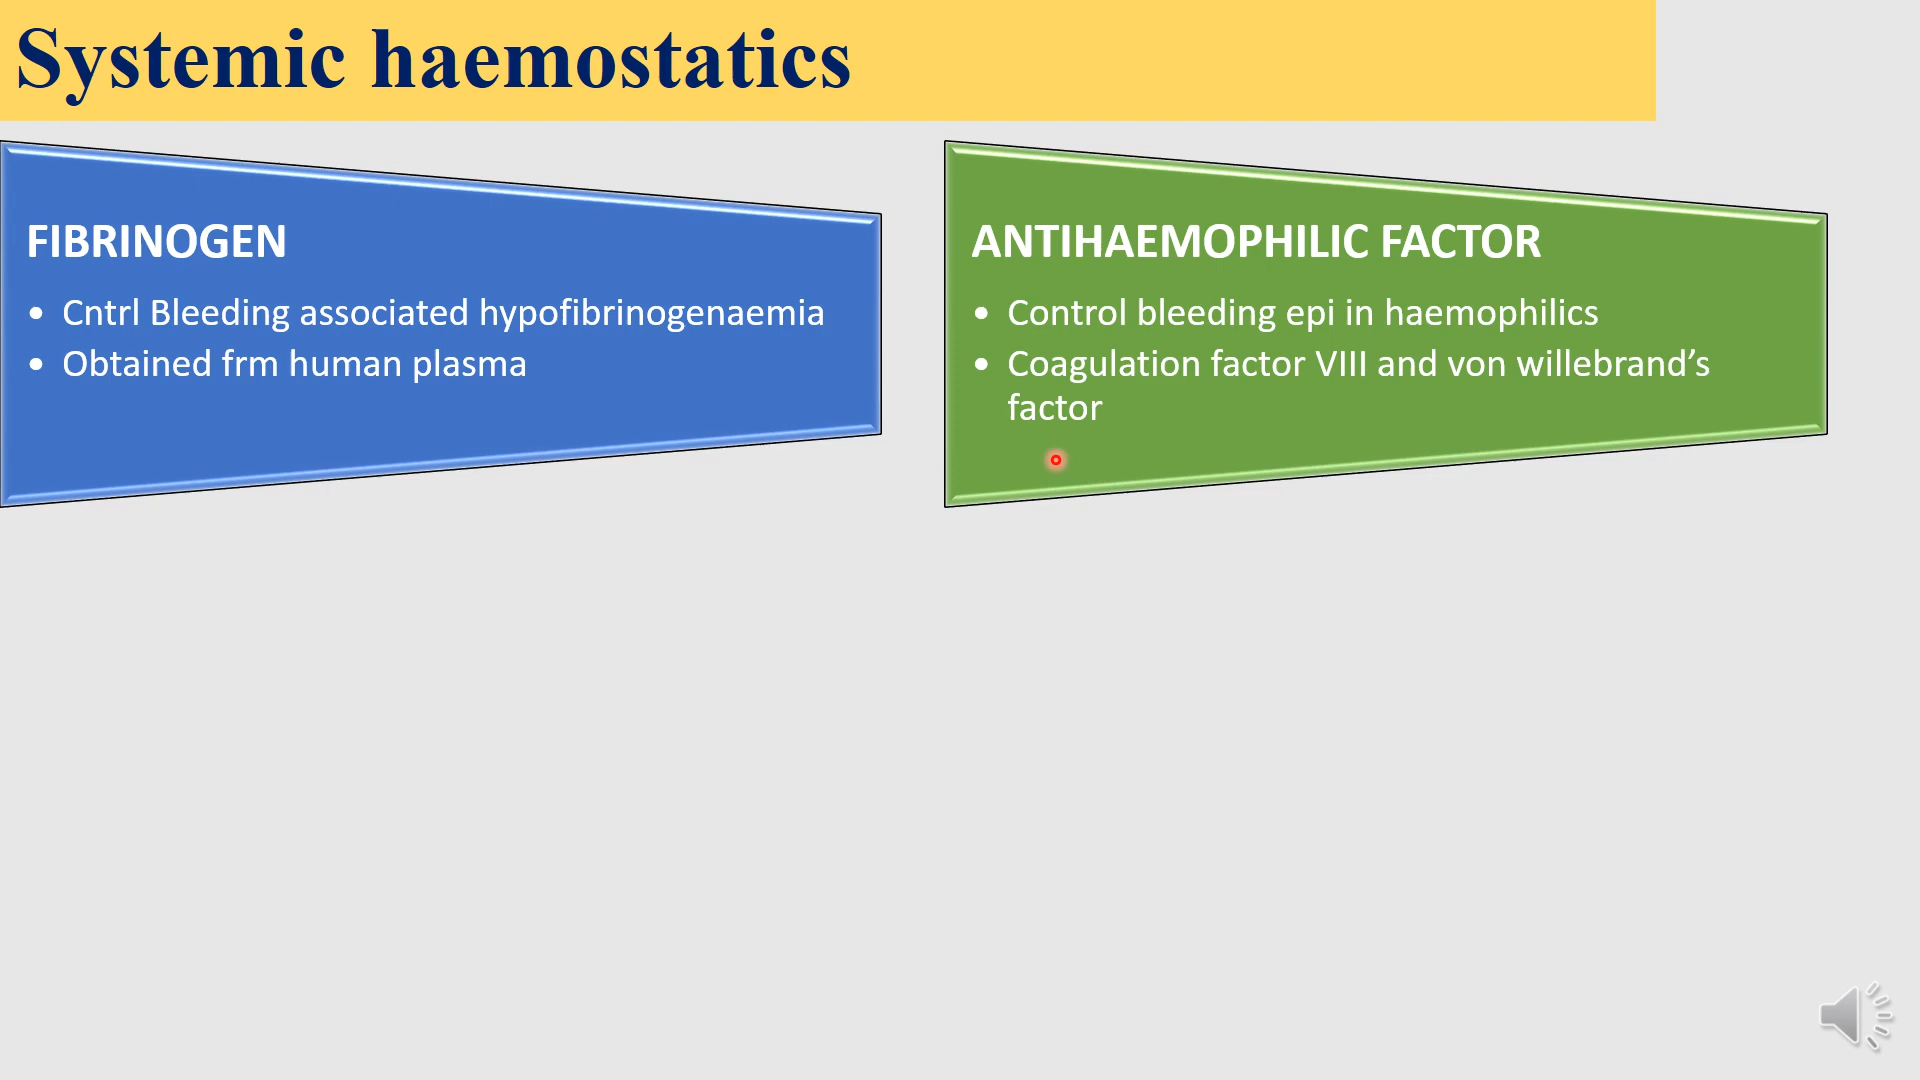 Systemic haemostatics
FIBRINOGEN
• Cntrl Bleeding associated hypofibrinogenaemia
• Obtained frm human plasma
ANTIHAEMOPHILIC FACTOR
• Control bleeding epi in haemophilics
• Coagulation factor VIII and von willebrand’s
factor